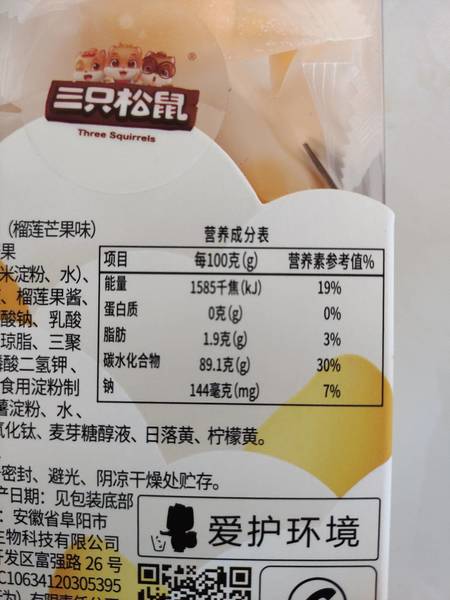 三只松鼠
®
Three Squirrels
（榴莲芒果味）
营养成分表
项目 每100克(g) 营养素参考值%
能量 1585千焦(kJ) 19%
蛋白质 0克(g) 0%
脂肪 1.9克(g) 3%
碳水化合物 89.1克(g) 30%
钠 144毫克(mg) 7%
果
米淀粉、水）、
、榴莲果酱、
酸钠、乳酸
琼脂、三聚
酸二氢钾、
食用淀粉制
薯淀粉、水、
氧化钛、麦芽糖醇液、日落黄、柠檬黄。
密封、避光、阴凉干燥处贮存。
产日期：见包装底部
：安徽省阜阳市
生物科技有限公司
开发区富强路 26 号
C10634120305395
爱护环境